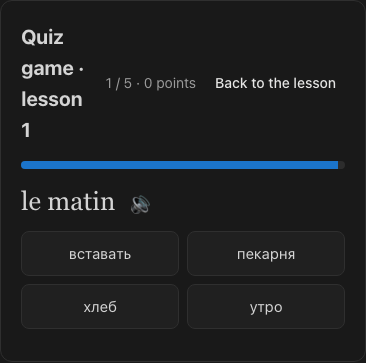 Quiz
game ·
lesson
1
1 / 5 · 0 points
Back to the lesson
le matin
вставать
пекарня
хлеб
утро